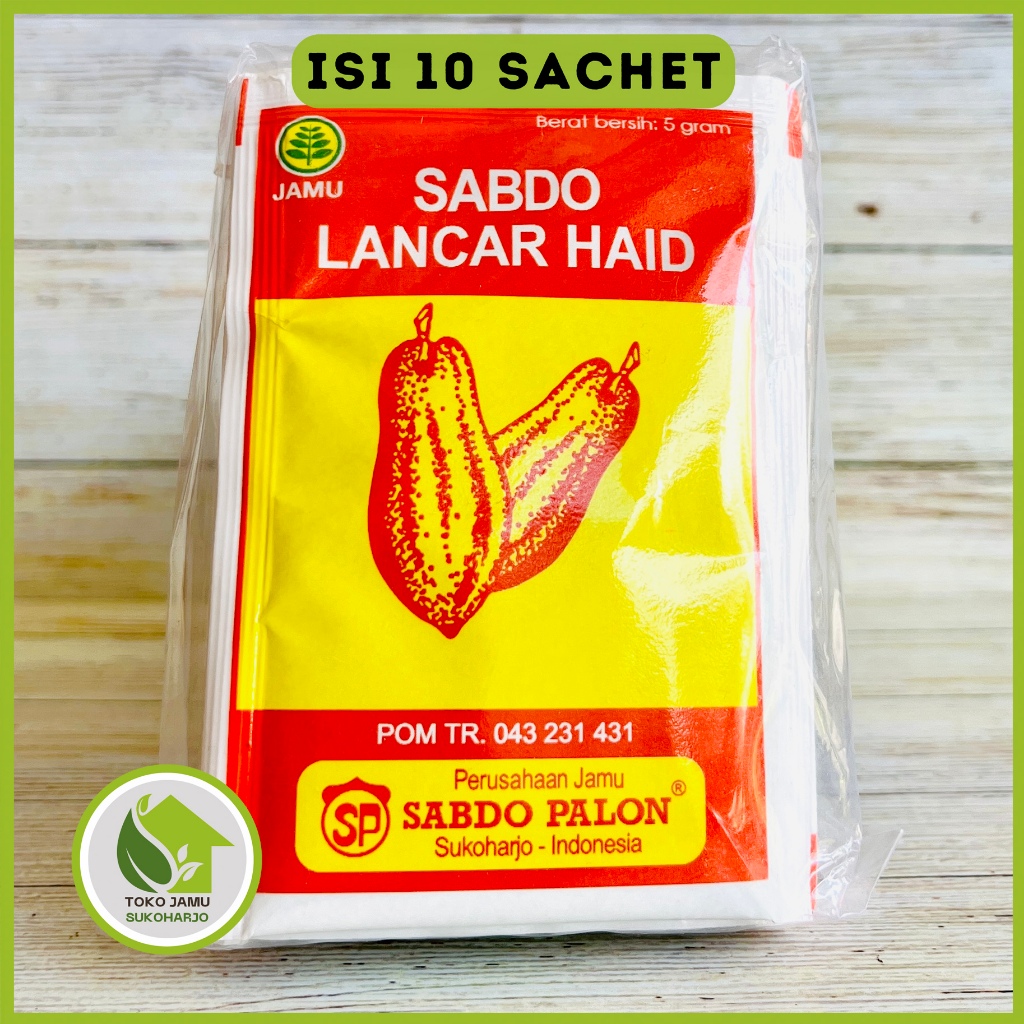 ISI 10 SACHET
Berat bersih: 5 gram
JAMU
SABDO
LANCAR HAID
POM TR. 043 231 431
Perusahaan Jamu
SP SABDO PALON ®
Sukoharjo - Indonesia
TOKO JAMU
SUKOHARJO